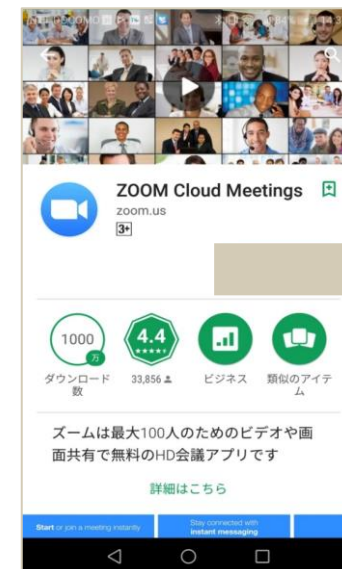 ZOOM Cloud Meetings
zoom.us
3+
1000
万
4.4
ダウンロード
数
33,856
ビジネス
類似のアイテ
ム
ズームは最大100人のためのビデオや画
面共有で無料のHD会議アプリです
詳細はこちら
Start or join a meeting instantly
Stay connected with
instant messaging